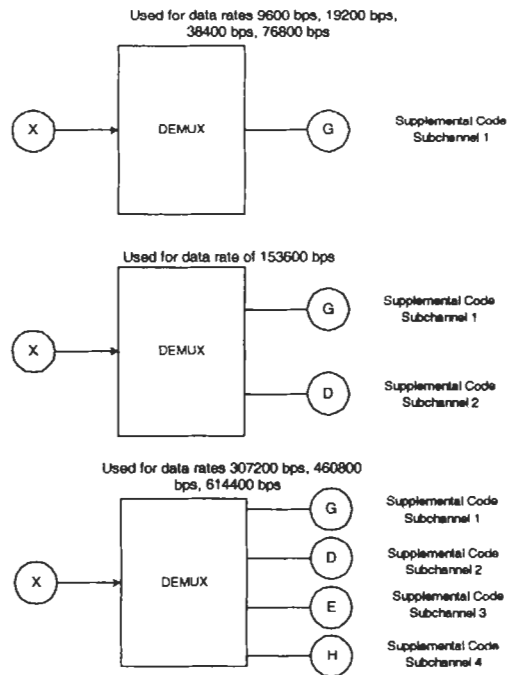 Used for data rates 9600 bps, 19200 bps,
38400 bps, 76800 bps
X
DEMUX
G
Supplemental Code
Subchannel 1
Used for data rate of 153600 bps
X
DEMUX
G
Supplemental Code
Subchannel 1
D
Supplemental Code
Subchannel 2
Used for data rates 307200 bps, 460800
bps, 614400 bps
X
DEMUX
G
Supplemental Code
Subchannel 1
D
Supplemental Code
Subchannel 2
E
Supplemental Code
Subchannel 3
H
Supplemental Code
Subchannel 4